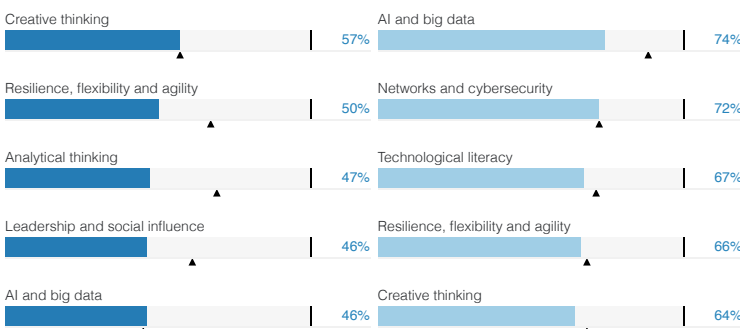 Creative thinking
57%
Resilience, flexibility and agility
50%
Analytical thinking
47%
Leadership and social influence
46%
AI and big data
46%
AI and big data
74%
Networks and cybersecurity
72%
Technological literacy
67%
Resilience, flexibility and agility
66%
Creative thinking
64%